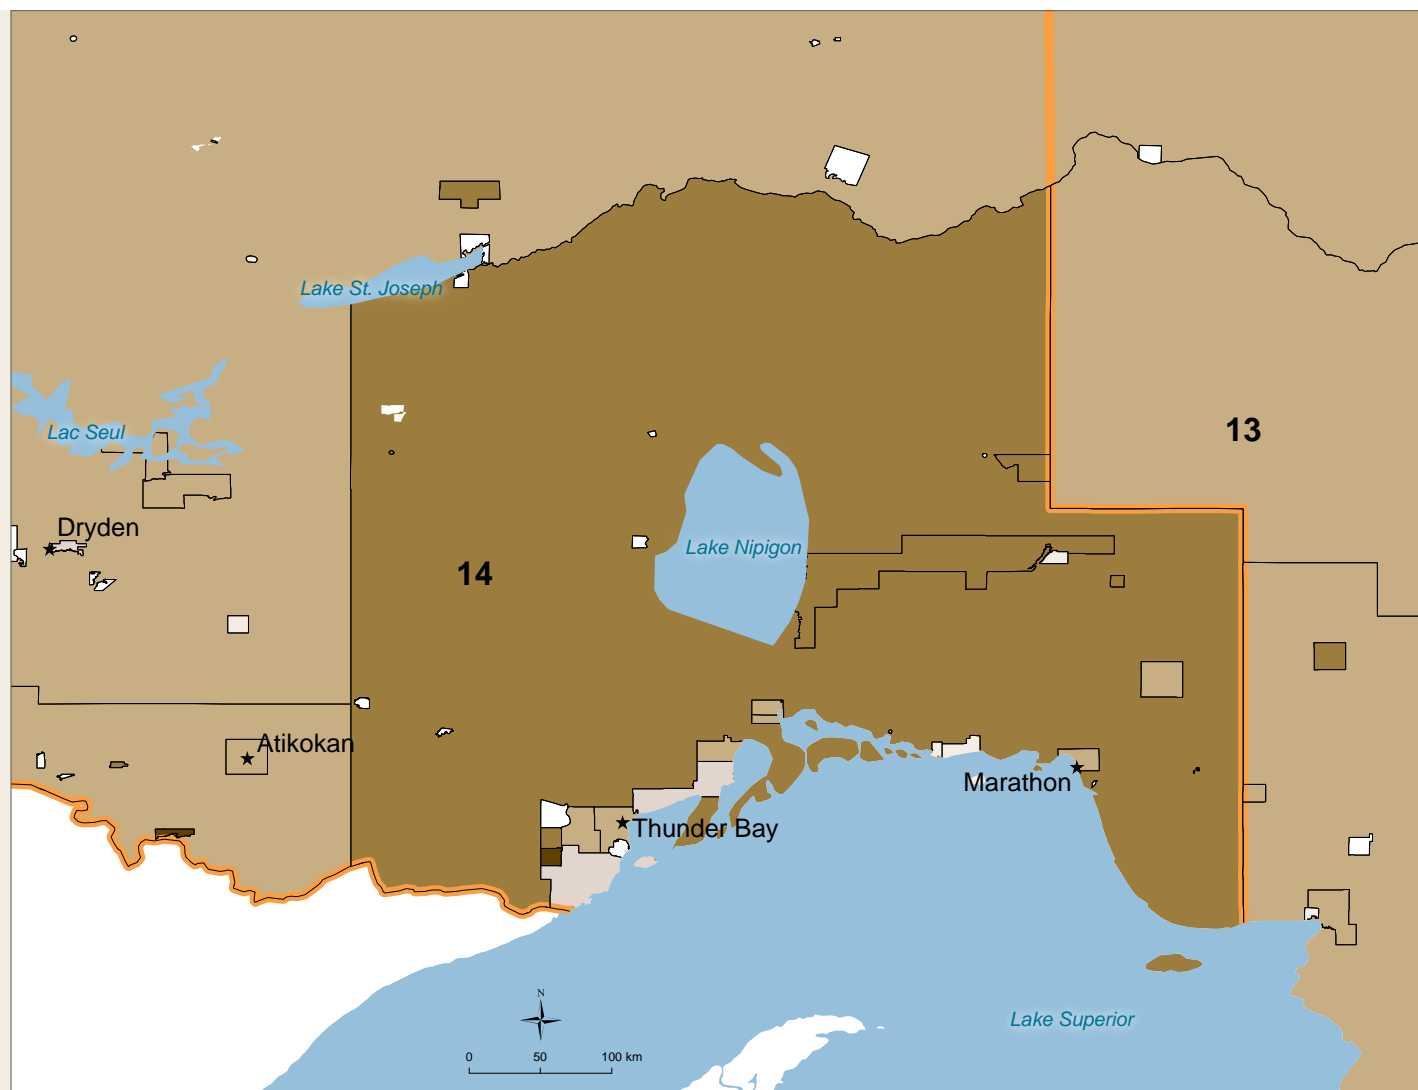 Lake St. Joseph
Lac Seul
13
Dryden
Lake Nipigon
14
Atikokan
Marathon
Thunder Bay
N
Lake Superior
0 50 100 km